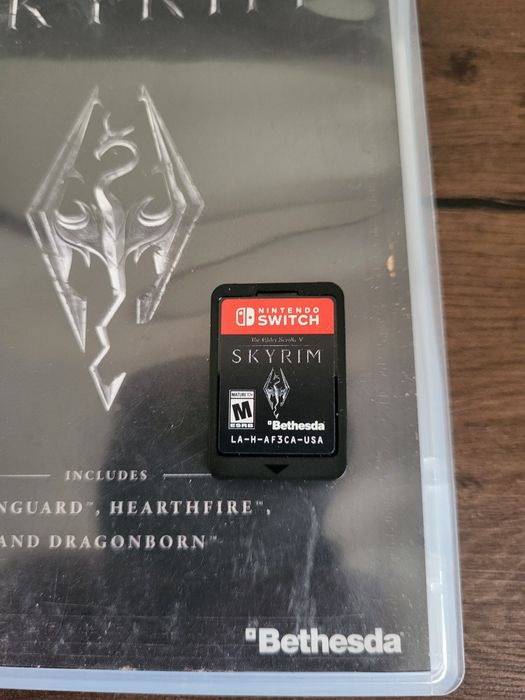 KYRIM
NINTENDO
SWITCH
The Elder Scrolls V
SKYRIM
MATURE 17+
M
ESRB
Bethesda
LA-H-AF3CA-USA
INCLUDES
NGUARD™, HEARTHFIRE™,
AND DRAGONBORN™
Bethesda